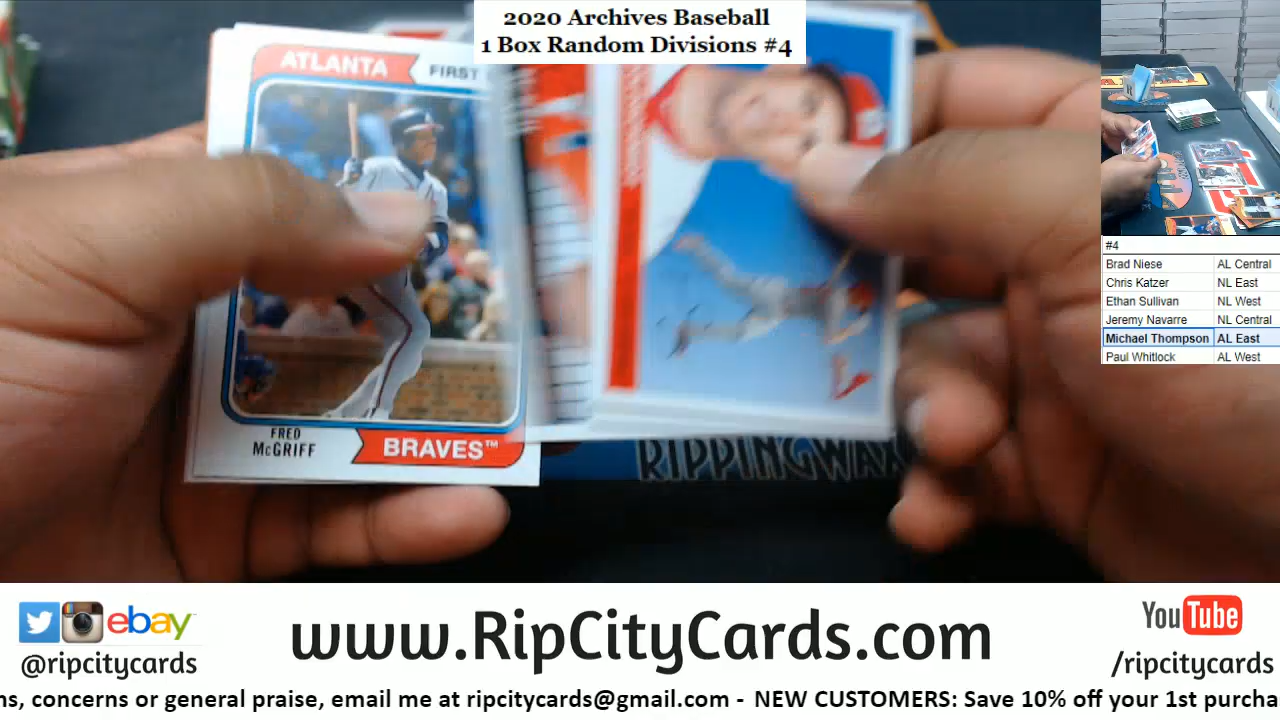 2020 Archives Baseball
1 Box Random Divisions #4
ATLANTA
FIRST
FRED
McGRIFF
BRAVES™
RIPPINGWAX
#4
Brad Niese AL Central
Chris Katzer NL East
Ethan Sullivan NL West
Jeremy Navarre NL Central
Michael Thompson AL East
Paul Whitlock AL West
ebay
@ripcitycards
www.RipCityCards.com
YouTube
/ripcitycards
ns, concerns or general praise, email me at ripcitycards@gmail.com - NEW CUSTOMERS: Save 10% off your 1st purcha